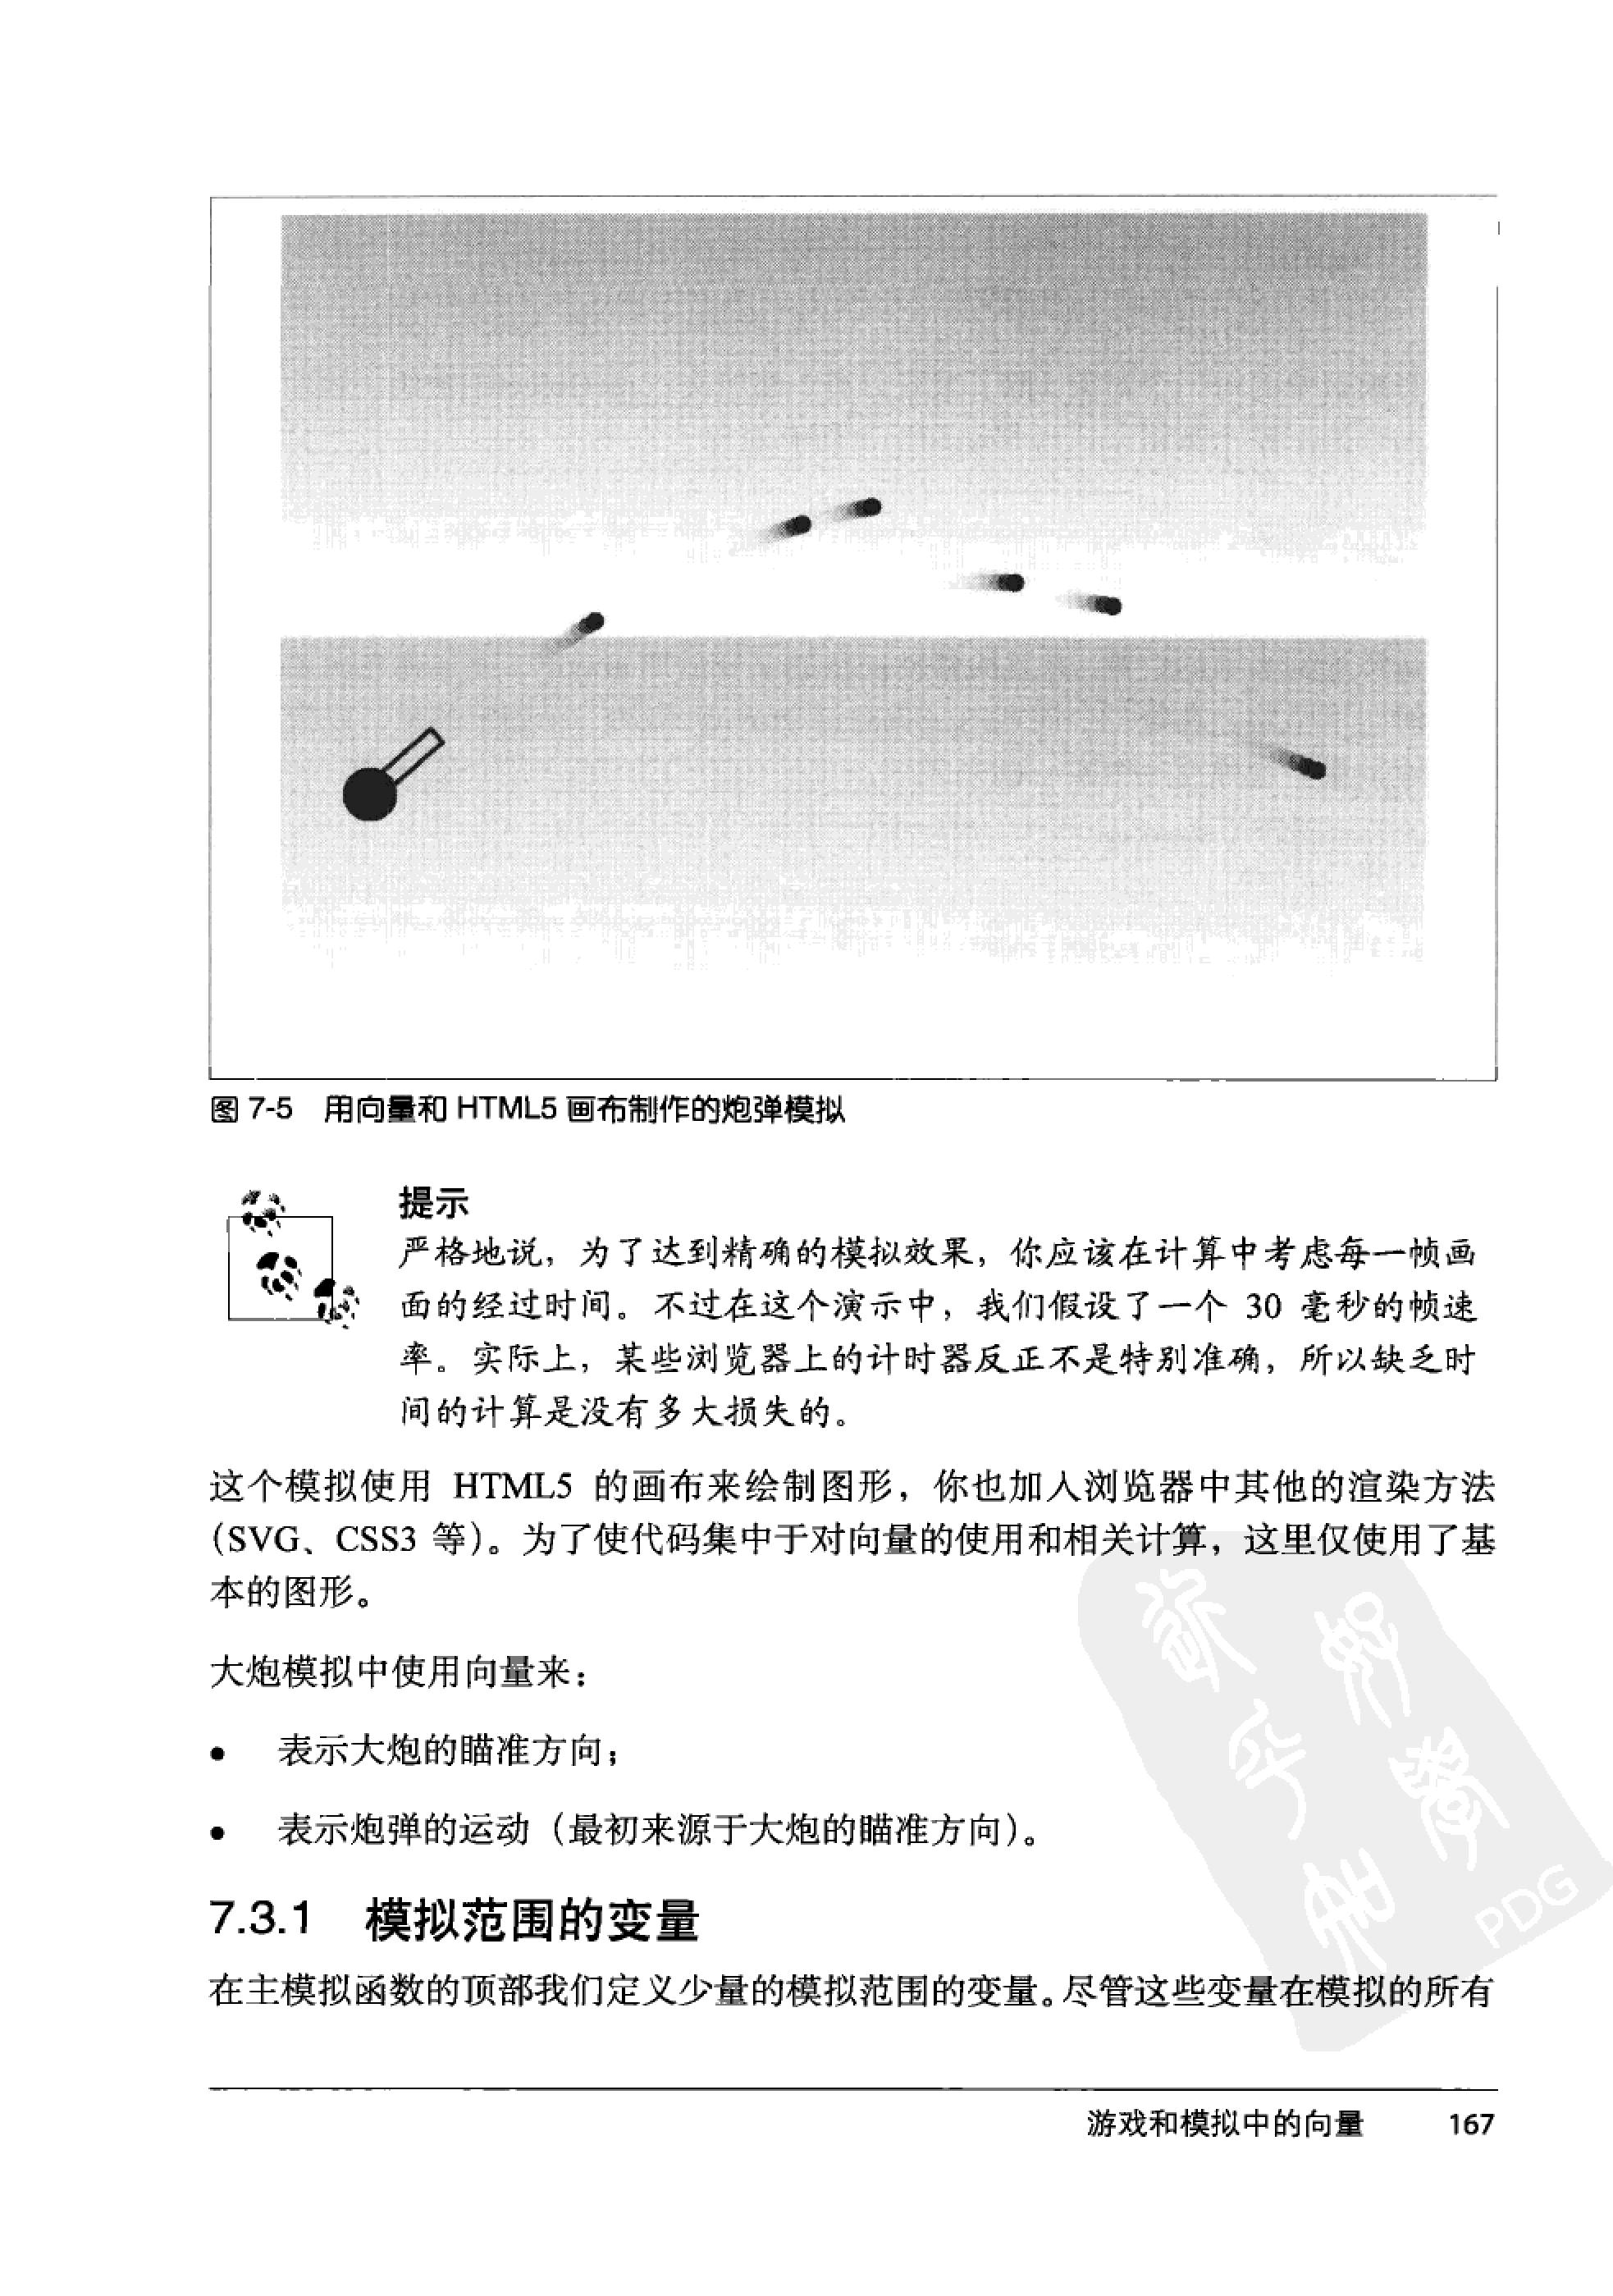 图 7-5 用向量和 HTML5 画布制作的炮弹模拟
提示
严格地说，为了达到精确的模拟效果，你应该在计算中考虑每一帧画
面的经过时间。不过在这个演示中，我们假设了一个 30 毫秒的帧速
率。实际上，某些浏览器上的计时器反正不是特别准确，所以缺乏时
间的计算是没有多大损失的。
这个模拟使用 HTML5 的画布来绘制图形，你也加入浏览器中其他的渲染方法
（SVG、CSS3 等）。为了使代码集中于对向量的使用和相关计算，这里仅使用了基
本的图形。
大炮模拟中使用向量来：
● 表示大炮的瞄准方向；
● 表示炮弹的运动（最初来源于大炮的瞄准方向）。
7.3.1 模拟范围的变量
在主模拟函数的顶部我们定义少量的模拟范围的变量。尽管这些变量在模拟的所有
PDG
游戏和模拟中的向量 167